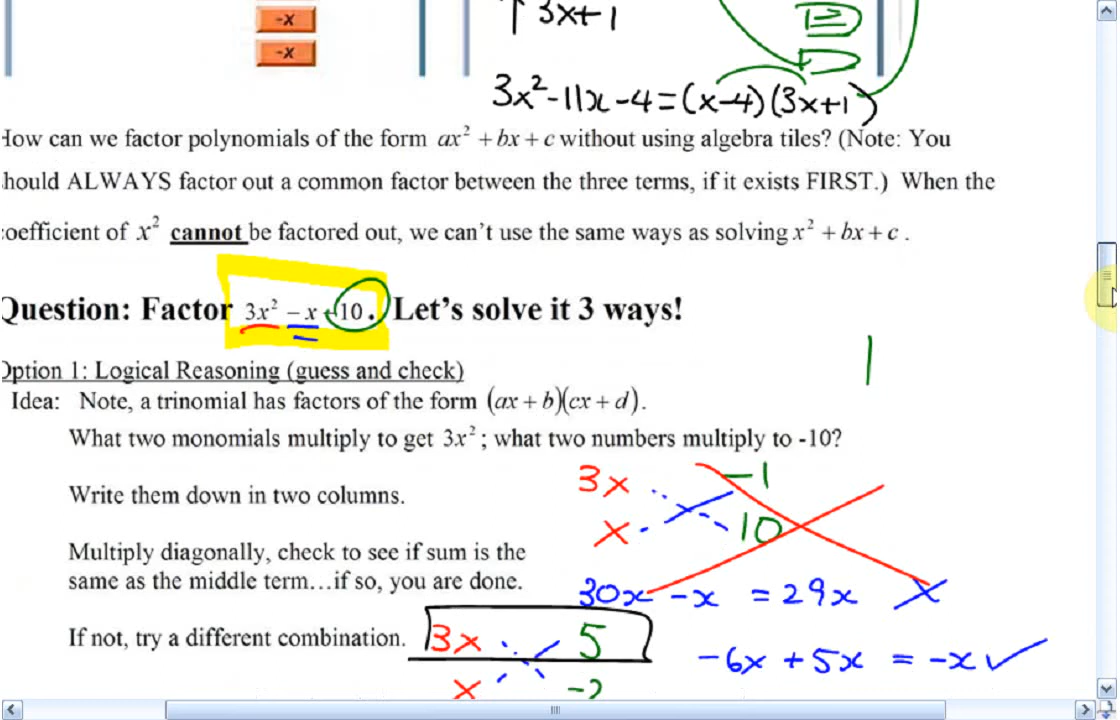 -X
3x+1
-X
3x²-11x-4=(x-4)(3x+1)
How can we factor polynomials of the form ax² + bx + c without using algebra tiles? (Note: You
hould ALWAYS factor out a common factor between the three terms, if it exists FIRST.) When the
oefficient of x² cannot be factored out, we can't use the same ways as solving x² + bx + c .
Question: Factor 3x² – x – 10. Let's solve it 3 ways!
Option 1: Logical Reasoning (guess and check)
Idea: Note, a trinomial has factors of the form (ax + b)(cx + d).
What two monomials multiply to get 3x² ; what two numbers multiply to -10?
3x -1
Write them down in two columns.
x 10
Multiply diagonally, check to see if sum is the
same as the middle term…if so, you are done.
30x -x = 29x X
If not, try a different combination.
3x 5
-6x +5x = -x ✓
x -2